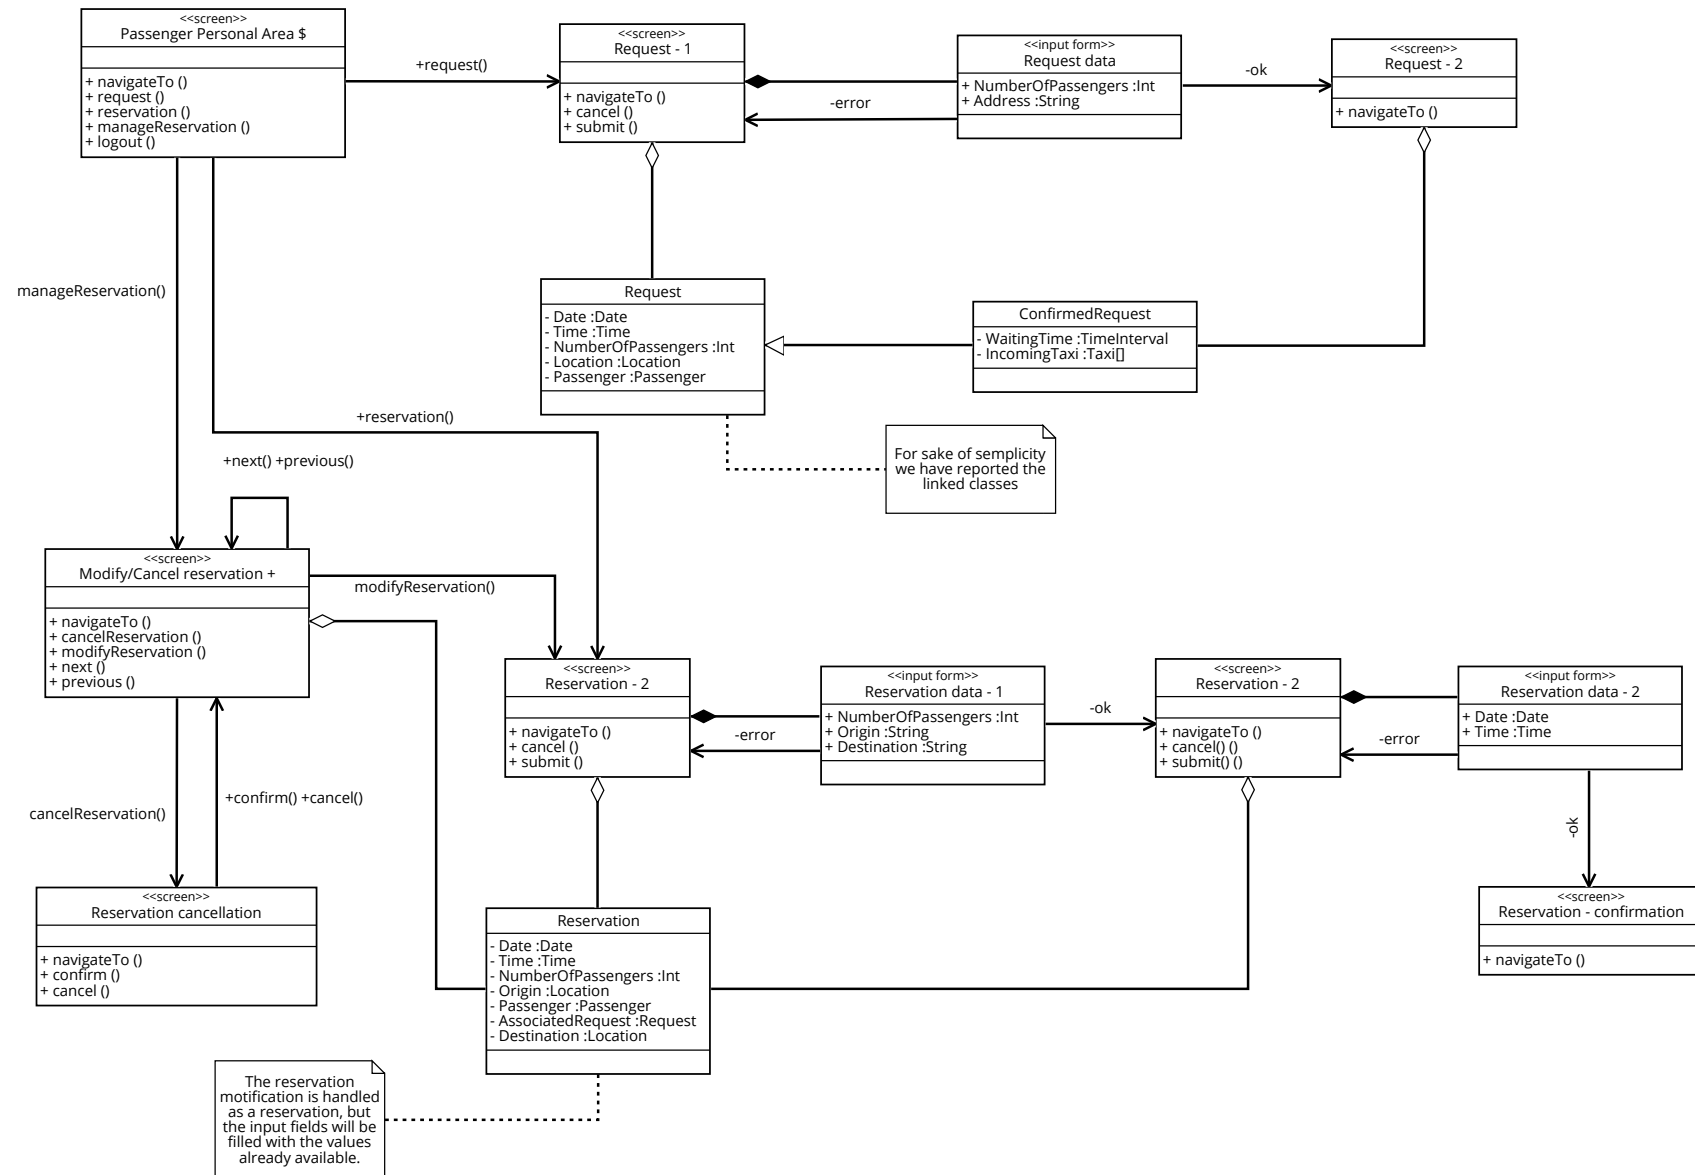 <<screen>>
Passenger Personal Area $
+ navigateTo ()
+ request ()
+ reservation ()
+ manageReservation ()
+ logout ()
+request()
<<screen>>
Request - 1
+ navigateTo ()
+ cancel ()
+ submit ()
-error
<<input form>>
Request data
+ NumberOfPassengers :Int
+ Address :String
-ok
<<screen>>
Request - 2
+ navigateTo ()
manageReservation()
Request
- Date :Date
- Time :Time
- NumberOfPassengers :Int
- Location :Location
- Passenger :Passenger
ConfirmedRequest
- WaitingTime :TimeInterval
- IncomingTaxi :Taxi[]
+reservation()
For sake of semplicity
we have reported the
linked classes
+next() +previous()
<<screen>>
Modify/Cancel reservation +
+ navigateTo ()
+ cancelReservation ()
+ modifyReservation ()
+ next ()
+ previous ()
modifyReservation()
<<screen>>
Reservation - 2
+ navigateTo ()
+ cancel ()
+ submit ()
-error
<<input form>>
Reservation data - 1
+ NumberOfPassengers :Int
+ Origin :String
+ Destination :String
-ok
<<screen>>
Reservation - 2
+ navigateTo ()
+ cancel() ()
+ submit() ()
-error
<<input form>>
Reservation data - 2
+ Date :Date
+ Time :Time
-ok
cancelReservation()
+confirm() +cancel()
<<screen>>
Reservation cancellation
+ navigateTo ()
+ confirm ()
+ cancel ()
Reservation
- Date :Date
- Time :Time
- NumberOfPassengers :Int
- Origin :Location
- Passenger :Passenger
- AssociatedRequest :Request
- Destination :Location
<<screen>>
Reservation - confirmation
+ navigateTo ()
The reservation
motification is handled
as a reservation, but
the input fields will be
filled with the values
already available.